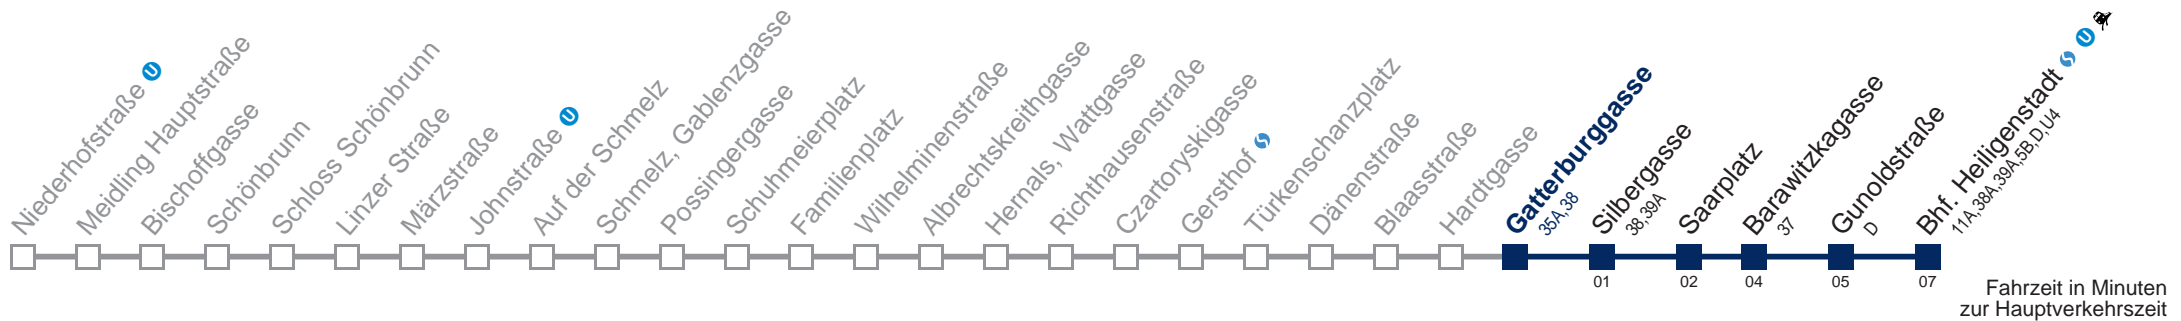 Niederhofstraße U
Meidling Hauptstraße
Bischoffgasse
Schönbrunn
Schloss Schönbrunn
Linzer Straße
Märzstraße
Johnstraße U
Auf der Schmelz
Schmelz, Gablenzgasse
Possingergasse
Schuhmeierplatz
Familienplatz
Wilhelminenstraße
Albrechtskreithgasse
Hernals, Wattgasse
Richthausenstraße
Czartoryskigasse
Gersthof S
Türkenschanzplatz
Dänenstraße
Blaasstraße
Hardtgasse
Gatterburggasse
35A,38
Silbergasse
38,39A
01
Saarplatz
02
Barawitzkagasse
37
04
Gunoldstraße
D
05
Bhf. Heiligenstadt S U
11A,38A,39A,5B,D,U4
07
Fahrzeit in Minuten
zur Hauptverkehrszeit